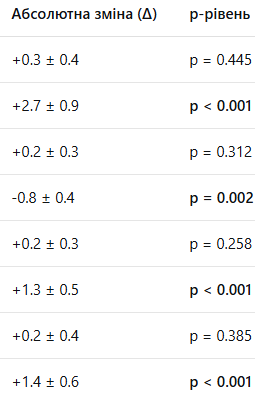 Абсолютна зміна (Δ) p-рівень
+0.3 ± 0.4 p = 0.445
+2.7 ± 0.9 p < 0.001
+0.2 ± 0.3 p = 0.312
-0.8 ± 0.4 p = 0.002
+0.2 ± 0.3 p = 0.258
+1.3 ± 0.5 p < 0.001
+0.2 ± 0.4 p = 0.385
+1.4 ± 0.6 p < 0.001